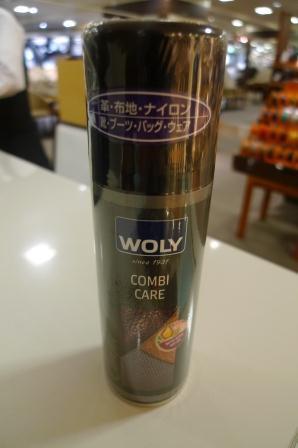 革・布地・ナイロン
靴・ブーツ・バッグ・ウェア
WOLY
since 1921
COMBI
CARE